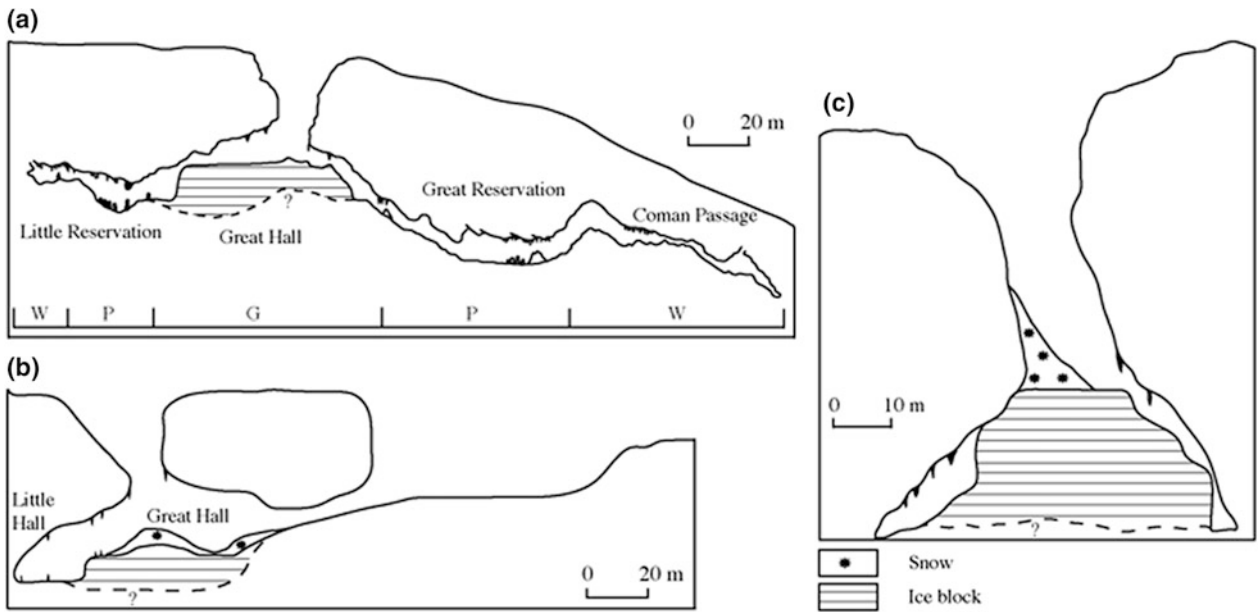 (a)
0 20 m
Great Reservation
Coman Passage
Little Reservation
?
Great Hall
W P G P W
(b)
Little
Hall
Great Hall
?
0 20 m
(c)
0 10 m
?
Snow
Ice block